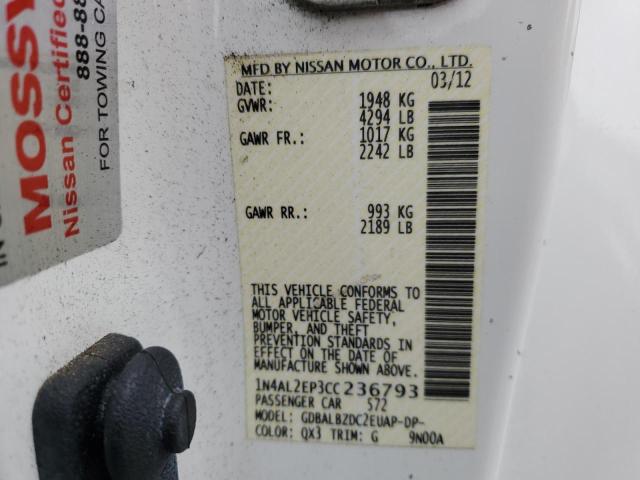 MOSSY
Nissan Certified
888-88
FOR TOWING CA
MFD BY NISSAN MOTOR CO., LTD.
DATE: 03/12
GVWR: 1948 KG
4294 LB
GAWR FR.: 1017 KG
2242 LB
GAWR RR.: 993 KG
2189 LB
THIS VEHICLE CONFORMS TO
ALL APPLICABLE FEDERAL
MOTOR VEHICLE SAFETY,
BUMPER, AND THEFT
PREVENTION STANDARDS IN
EFFECT ON THE DATE OF
MANUFACTURE SHOWN ABOVE.
1N4AL2EP3CC236793
PASSENGER CAR S72
MODEL: GDBALBZDC2EUAP-DP-
COLOR: QX3 TRIM: G 9N00A